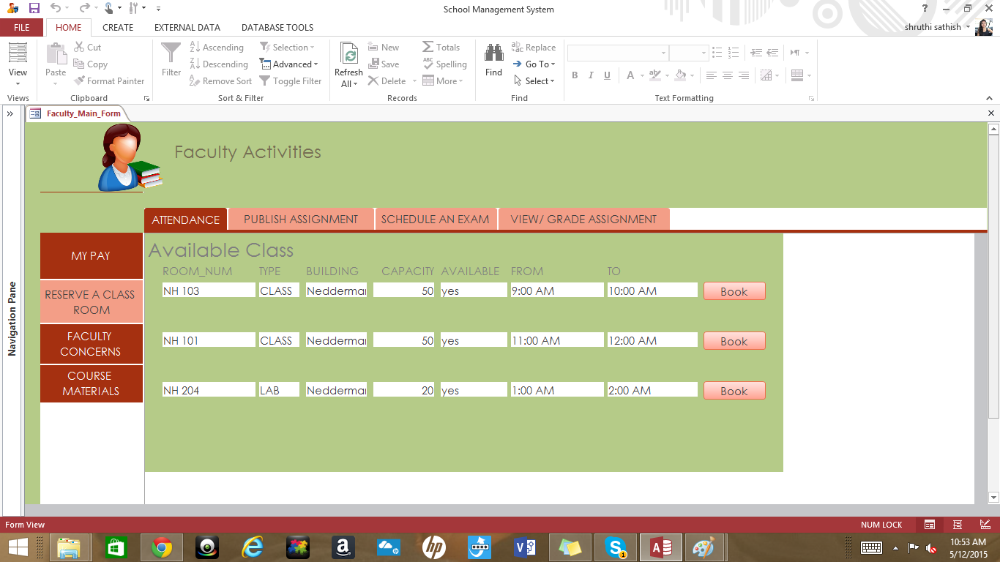 School Management System
?
FILE HOME CREATE EXTERNAL DATA DATABASE TOOLS shruthi sathish
View
Views
Paste
Cut
Copy
Format Painter
Clipboard
Filter
Ascending
Descending
Remove Sort
Selection
Advanced
Toggle Filter
Sort & Filter
Refresh
All
New
Save
Delete
Totals
Spelling
More
Records
Find
Replace
Go To
Select
Find
B I U A
Text Formatting
Faculty_Main_Form
Navigation Pane
Faculty Activities
ATTENDANCE PUBLISH ASSIGNMENT SCHEDULE AN EXAM VIEW/ GRADE ASSIGNMENT
MY PAY
RESERVE A CLASS
ROOM
FACULTY
CONCERNS
COURSE
MATERIALS
Available Class
ROOM_NUM TYPE BUILDING CAPACITY AVAILABLE FROM TO
NH 103 CLASS Nedderma 50 yes 9:00 AM 10:00 AM Book
NH 101 CLASS Nedderma 50 yes 11:00 AM 12:00 AM Book
NH 204 LAB Nedderma 20 yes 1:00 AM 2:00 AM Book
Form View NUM LOCK
10:53 AM
5/12/2015